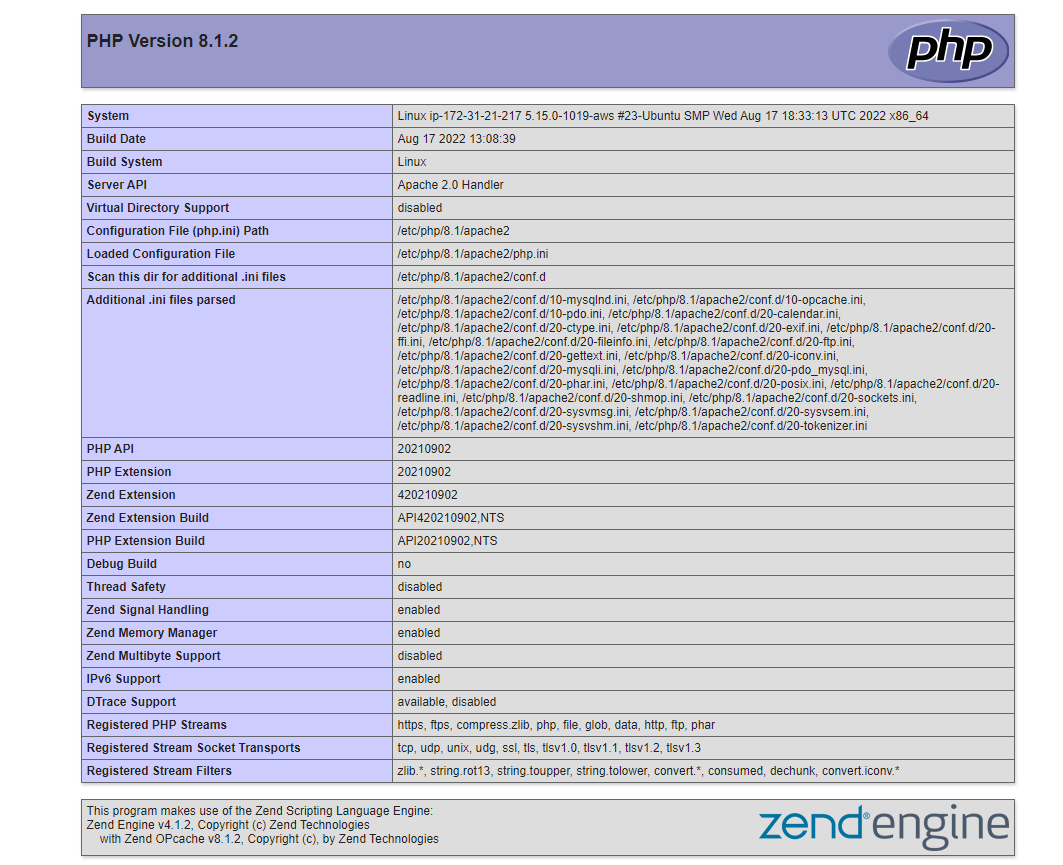 PHP Version 8.1.2
php
System Linux ip-172-31-21-217 5.15.0-1019-aws #23-Ubuntu SMP Wed Aug 17 18:33:13 UTC 2022 x86_64
Build Date Aug 17 2022 13:08:39
Build System Linux
Server API Apache 2.0 Handler
Virtual Directory Support disabled
Configuration File (php.ini) Path /etc/php/8.1/apache2
Loaded Configuration File /etc/php/8.1/apache2/php.ini
Scan this dir for additional .ini files /etc/php/8.1/apache2/conf.d
Additional .ini files parsed /etc/php/8.1/apache2/conf.d/10-mysqlnd.ini, /etc/php/8.1/apache2/conf.d/10-opcache.ini,
/etc/php/8.1/apache2/conf.d/10-pdo.ini, /etc/php/8.1/apache2/conf.d/20-calendar.ini,
/etc/php/8.1/apache2/conf.d/20-ctype.ini, /etc/php/8.1/apache2/conf.d/20-exif.ini, /etc/php/8.1/apache2/conf.d/20-
ffi.ini, /etc/php/8.1/apache2/conf.d/20-fileinfo.ini, /etc/php/8.1/apache2/conf.d/20-ftp.ini,
/etc/php/8.1/apache2/conf.d/20-gettext.ini, /etc/php/8.1/apache2/conf.d/20-iconv.ini,
/etc/php/8.1/apache2/conf.d/20-mysqli.ini, /etc/php/8.1/apache2/conf.d/20-pdo_mysql.ini,
/etc/php/8.1/apache2/conf.d/20-phar.ini, /etc/php/8.1/apache2/conf.d/20-posix.ini, /etc/php/8.1/apache2/conf.d/20-
readline.ini, /etc/php/8.1/apache2/conf.d/20-shmop.ini, /etc/php/8.1/apache2/conf.d/20-sockets.ini,
/etc/php/8.1/apache2/conf.d/20-sysvmsg.ini, /etc/php/8.1/apache2/conf.d/20-sysvsem.ini,
/etc/php/8.1/apache2/conf.d/20-sysvshm.ini, /etc/php/8.1/apache2/conf.d/20-tokenizer.ini
PHP API 20210902
PHP Extension 20210902
Zend Extension 420210902
Zend Extension Build API420210902,NTS
PHP Extension Build API20210902,NTS
Debug Build no
Thread Safety disabled
Zend Signal Handling enabled
Zend Memory Manager enabled
Zend Multibyte Support disabled
IPv6 Support enabled
DTrace Support available, disabled
Registered PHP Streams https, ftps, compress.zlib, php, file, glob, data, http, ftp, phar
Registered Stream Socket Transports tcp, udp, unix, udg, ssl, tls, tlsv1.0, tlsv1.1, tlsv1.2, tlsv1.3
Registered Stream Filters zlib.*, string.rot13, string.toupper, string.tolower, convert.*, consumed, dechunk, convert.iconv.*
This program makes use of the Zend Scripting Language Engine:
Zend Engine v4.1.2, Copyright (c) Zend Technologies
with Zend OPcache v8.1.2, Copyright (c), by Zend Technologies
zend® engine